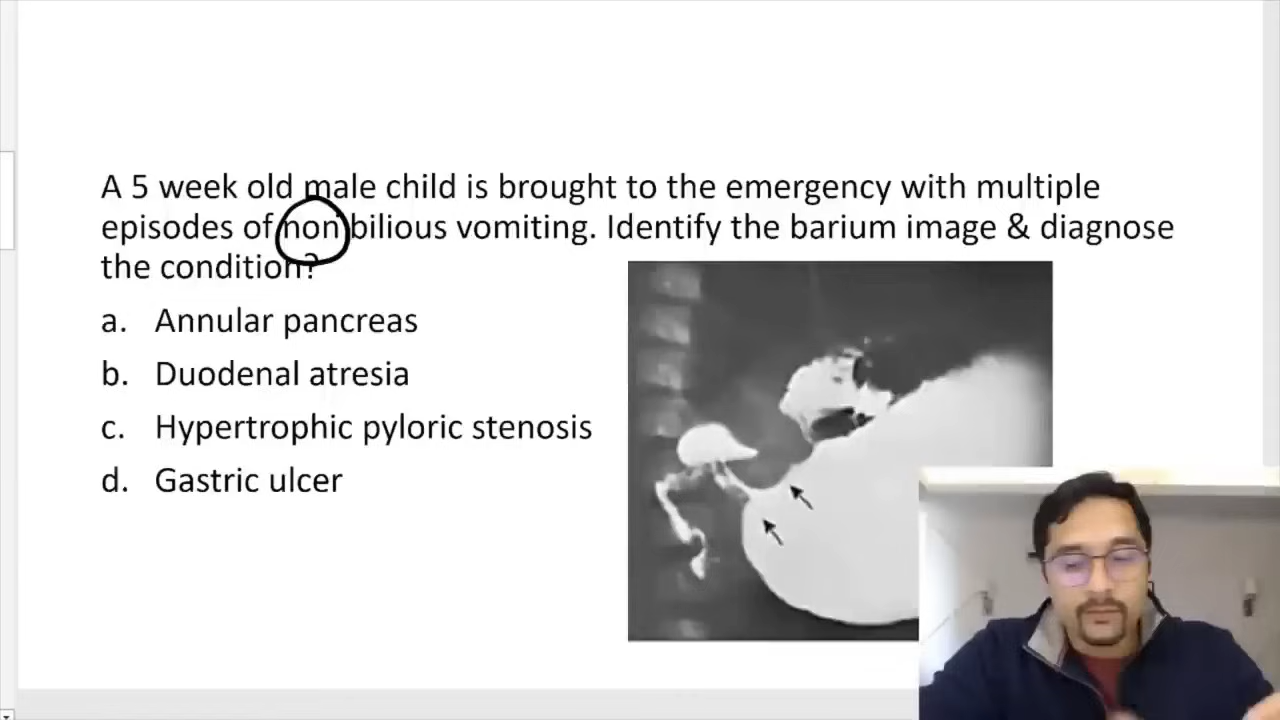 A 5 week old male child is brought to the emergency with multiple
episodes of non bilious vomiting. Identify the barium image & diagnose
the condition?
a. Annular pancreas
b. Duodenal atresia
c. Hypertrophic pyloric stenosis
d. Gastric ulcer